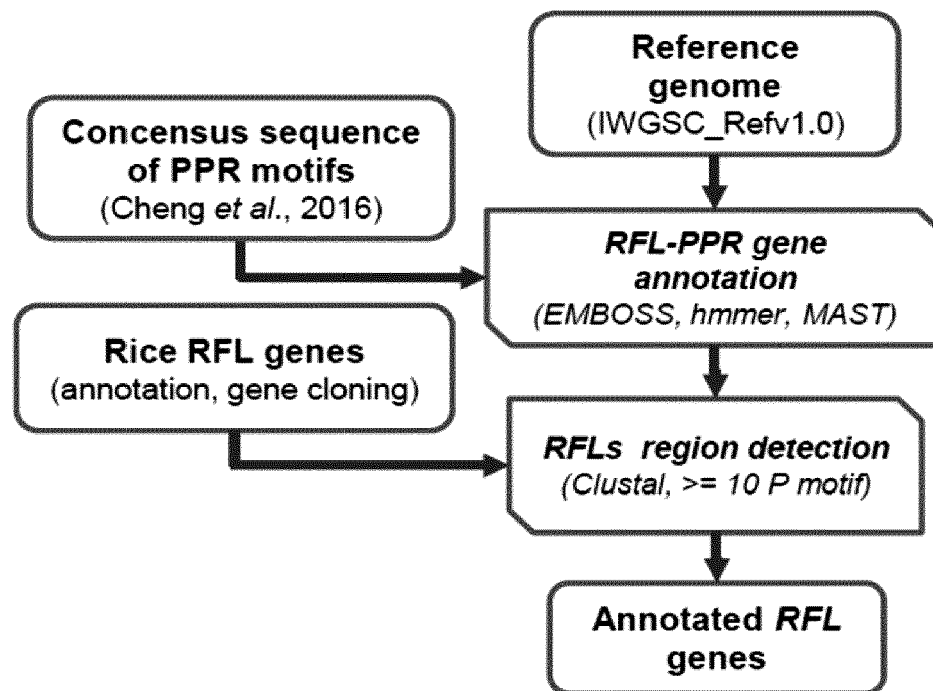 Reference
genome
(IWGSC_Refv1.0)
Concensus sequence
of PPR motifs
(Cheng et al., 2016)
RFL-PPR gene
annotation
(EMBOSS, hmmer, MAST)
Rice RFL genes
(annotation, gene cloning)
RFLs region detection
(Clustal, >= 10 P motif)
Annotated RFL
genes